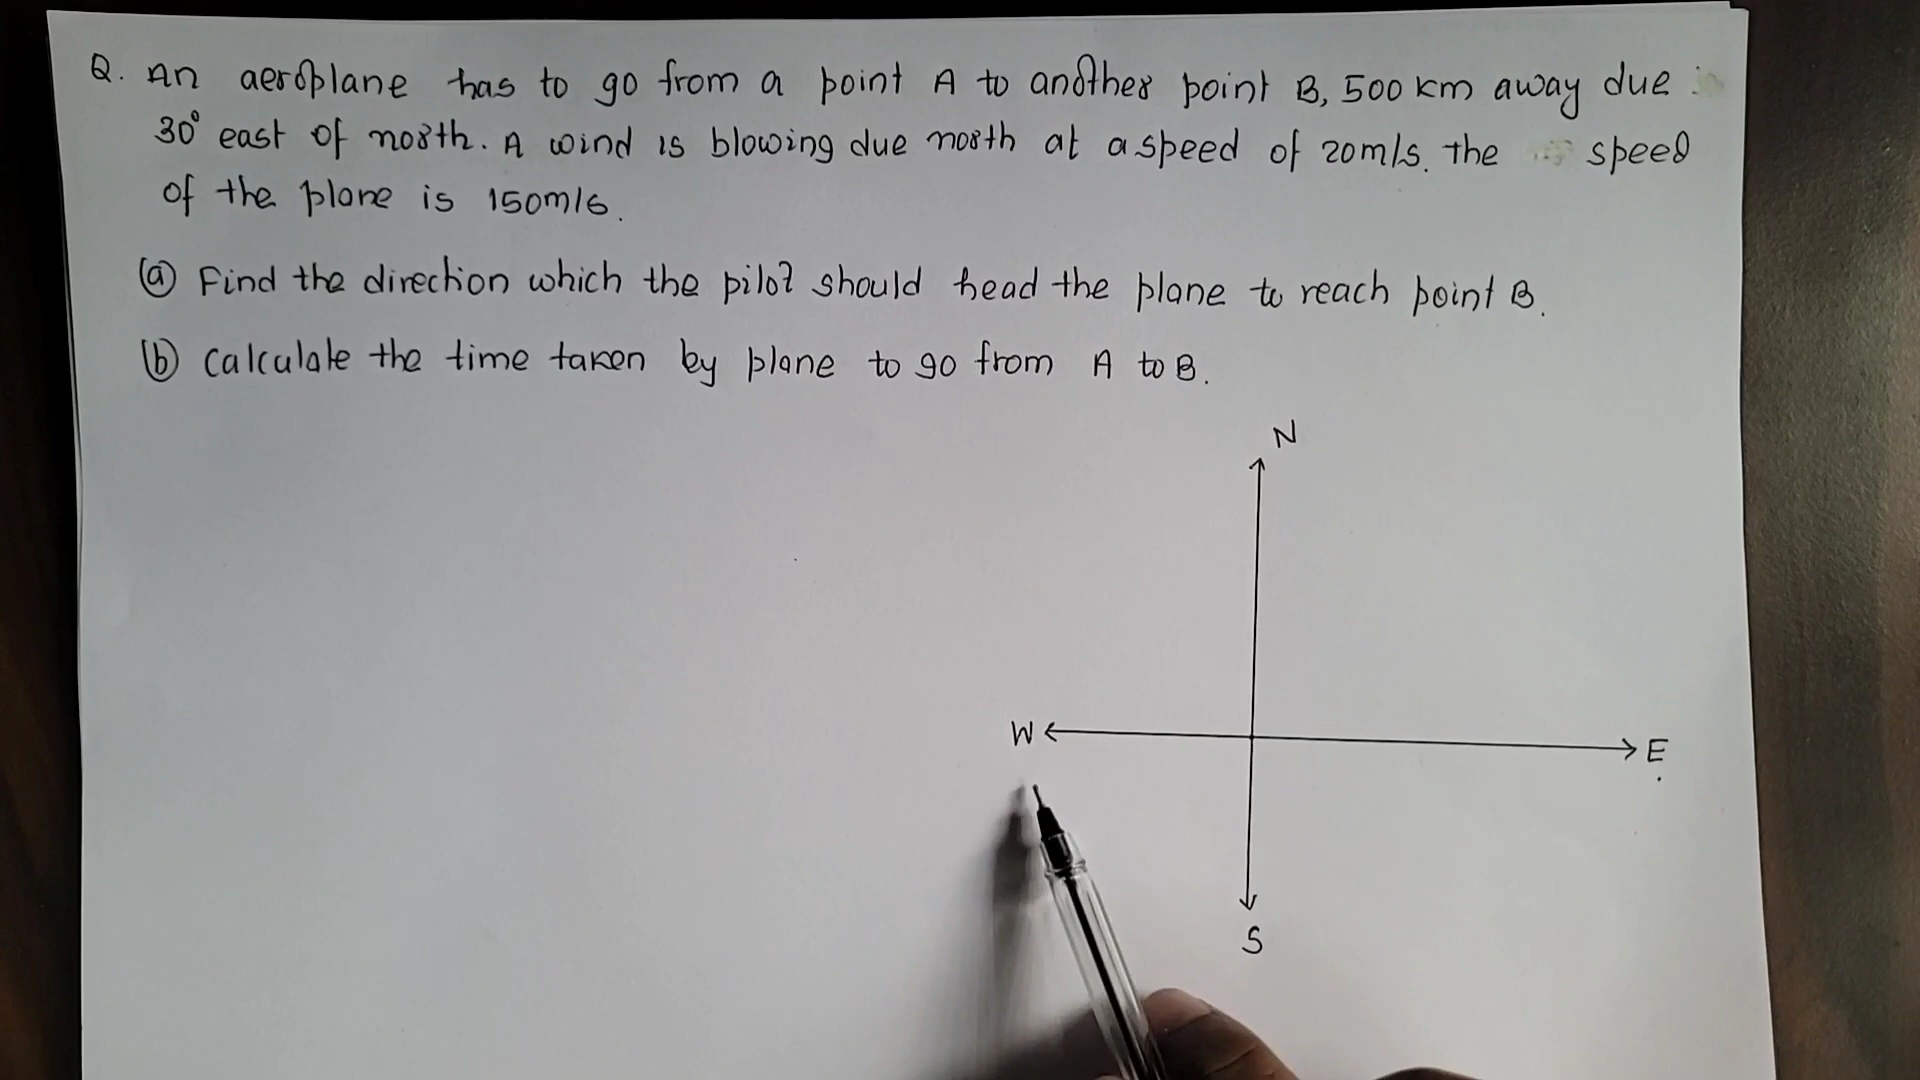 Q. An aeroplane has to go from a point A to another point B, 500 km away due
30° east of north. A wind is blowing due north at a speed of 20m/s. the speed
of the plane is 150m/s.
(a) Find the direction which the pilot should head the plane to reach point B.
(b) calculate the time taken by plane to go from A to B.
N
W E
S